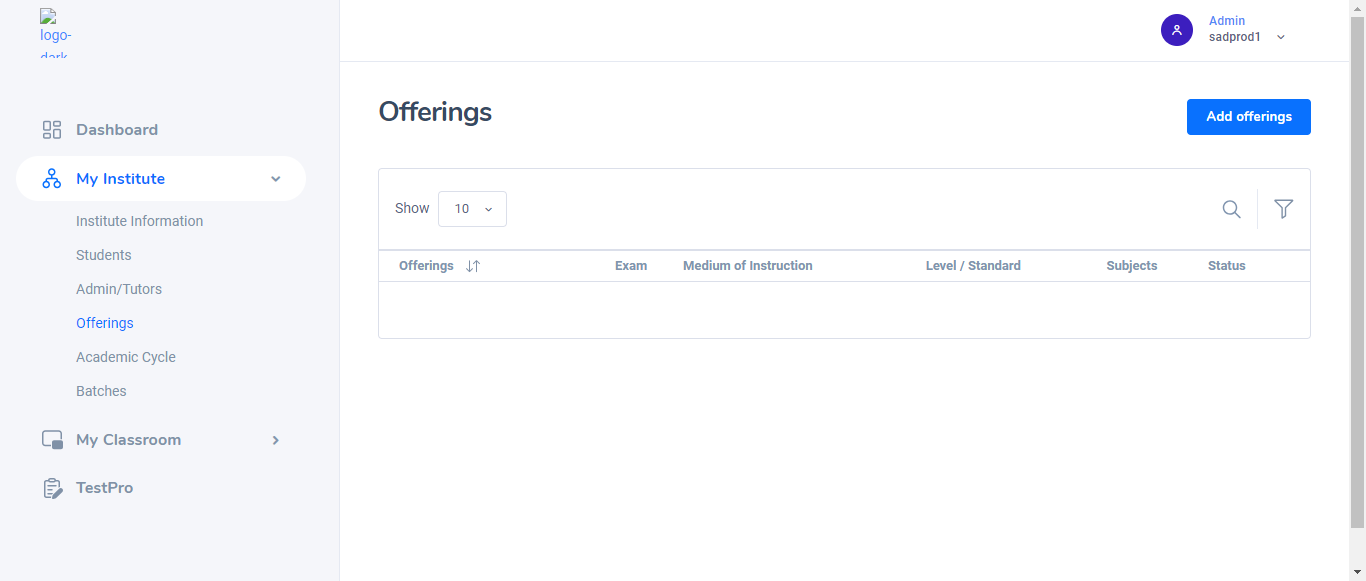 logo-
dark
Admin
sadprod1
Dashboard
My Institute
Institute Information
Students
Admin/Tutors
Offerings
Academic Cycle
Batches
My Classroom
TestPro
Offerings
Add offerings
Show 10
Offerings Exam Medium of Instruction Level / Standard Subjects Status